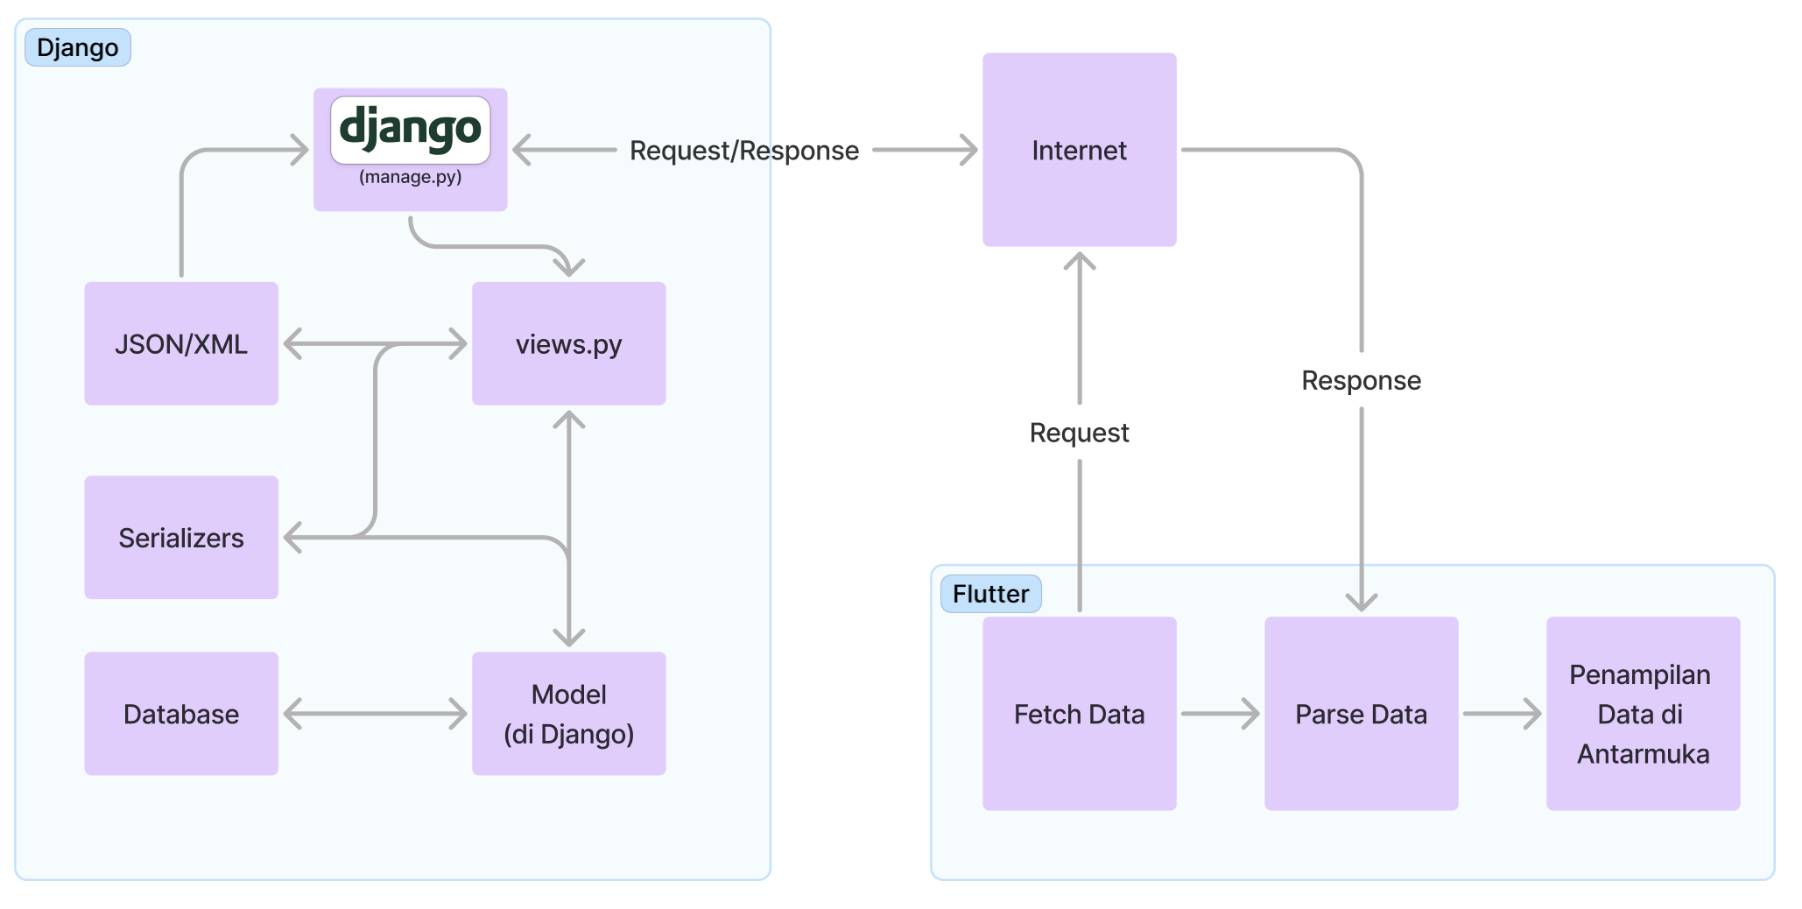 Django
django
(manage.py)
Request/Response
Internet
JSON/XML
views.py
Response
Request
Serializers
Flutter
Database
Model
(di Django)
Fetch Data
Parse Data
Penampilan
Data di
Antarmuka